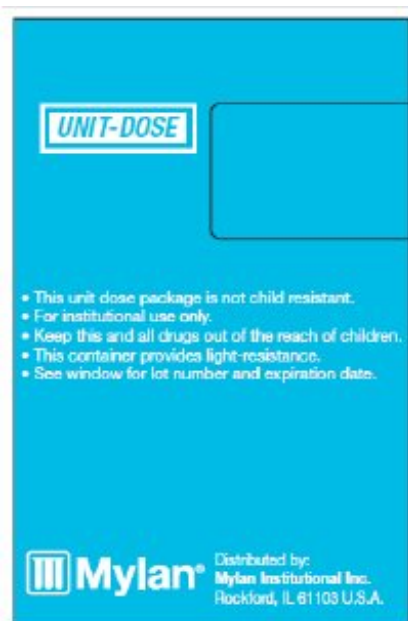 UNIT-DOSE
• This unit dose package is not child resistant.
• For institutional use only.
• Keep this and all drugs out of the reach of children.
• This container provides light-resistance.
• See window for lot number and expiration date.
Mylan®
Distributed by:
Mylan Institutional Inc.
Rockford, IL 61103 U.S.A.